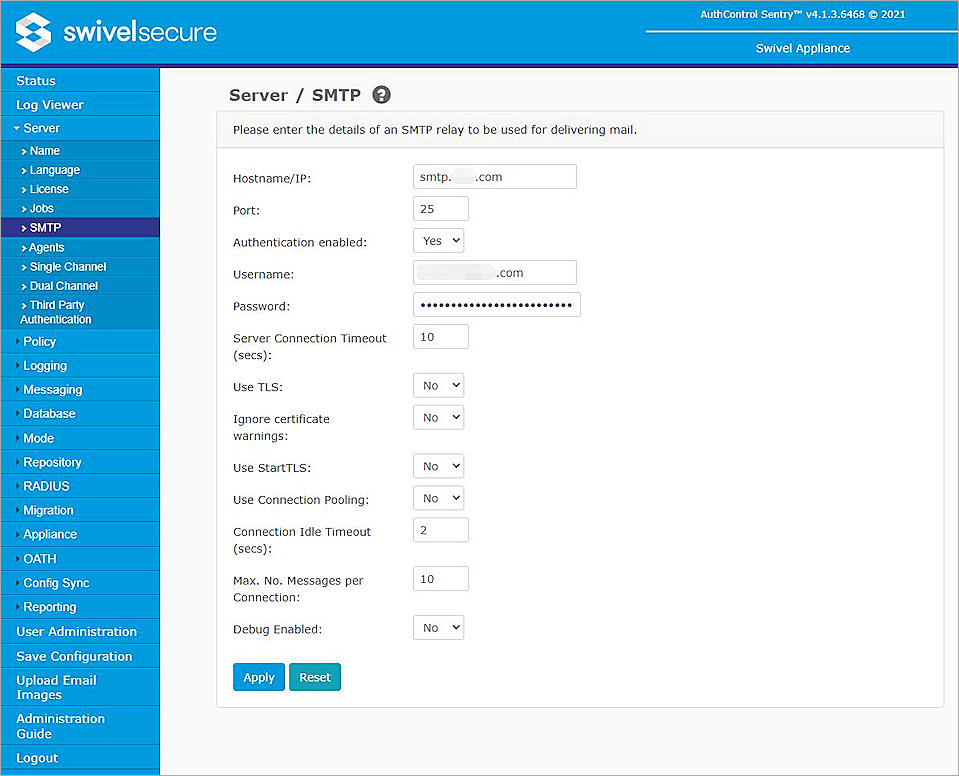 swivelsecure
AuthControl Sentry™ v4.1.3.6468 © 2021
Swivel Appliance
Status
Log Viewer
Server
Name
Language
License
Jobs
SMTP
Agents
Single Channel
Dual Channel
Third Party
Authentication
Policy
Logging
Messaging
Database
Mode
Repository
RADIUS
Migration
Appliance
OATH
Config Sync
Reporting
User Administration
Save Configuration
Upload Email
Images
Administration
Guide
Logout
Server / SMTP ?
Please enter the details of an SMTP relay to be used for delivering mail.
Hostname/IP: smtp. .com
Port: 25
Authentication enabled: Yes
Username: .com
Password: •••••••••••••••••••••••••
Server Connection Timeout
(secs): 10
Use TLS: No
Ignore certificate
warnings: No
Use StartTLS: No
Use Connection Pooling: No
Connection Idle Timeout
(secs): 2
Max. No. Messages per
Connection: 10
Debug Enabled: No
Apply Reset